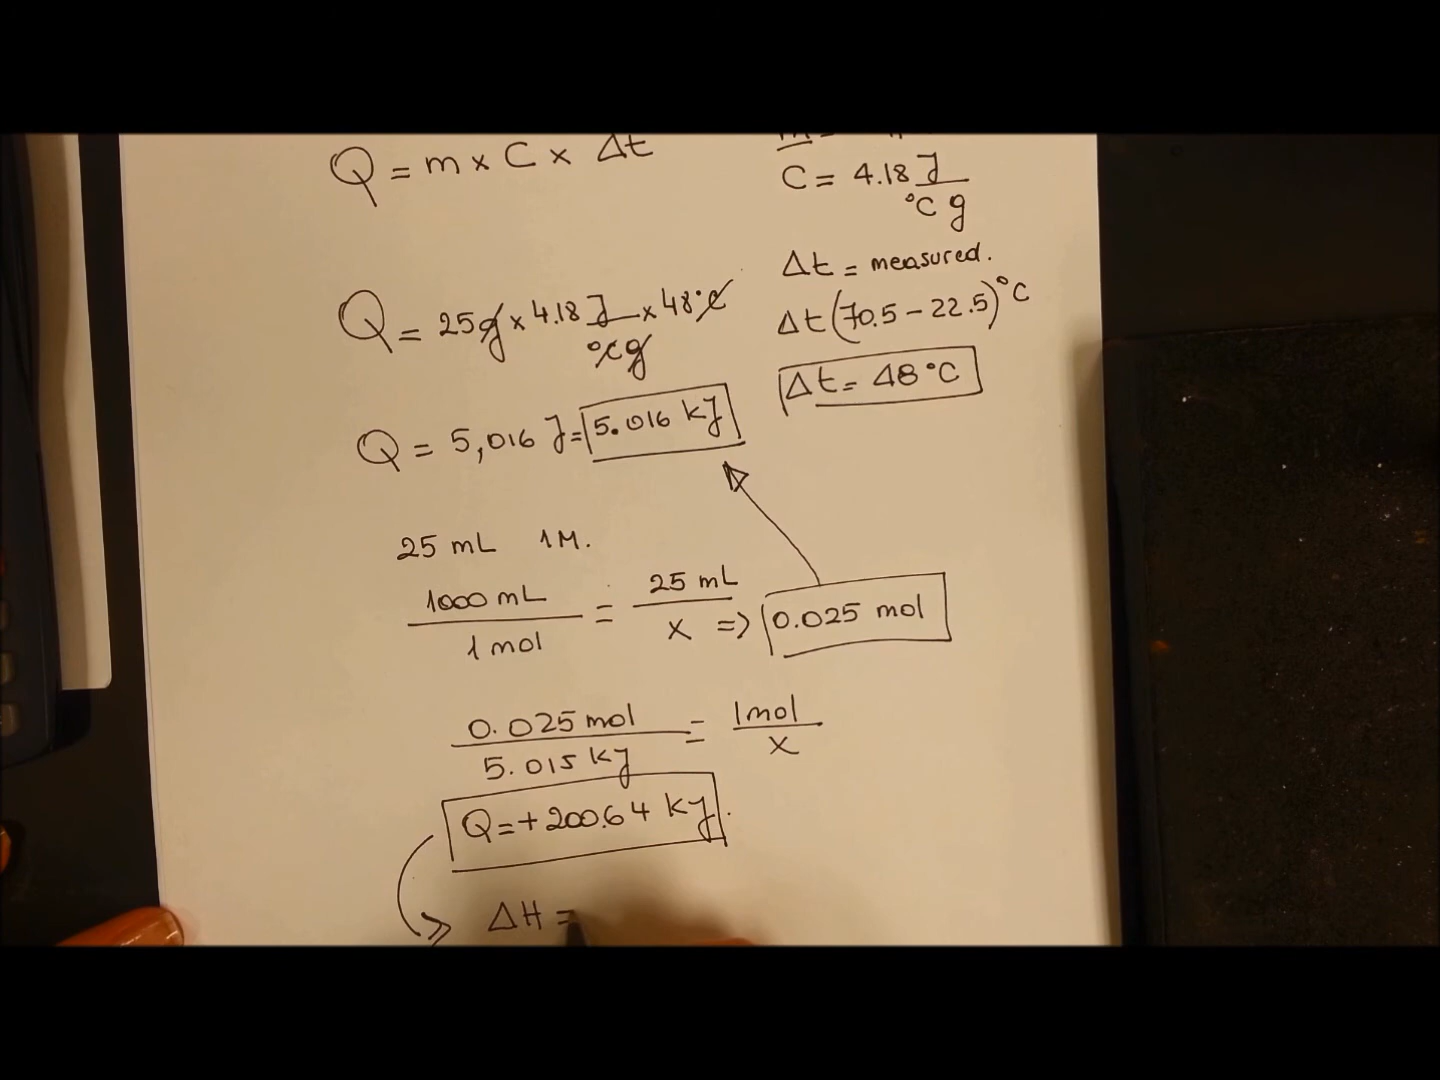 Q = m x C x Δt
C = 4.18 J
°C g
Δt = measured.
Δt (70.5 - 22.5)°C
Δt = 48°C
Q = 25g x 4.18 J x 48°C
°C g
Q = 5,016 J = 5.016 kJ
25 mL 1M.
1000 mL = 25 mL
1 mol x => 0.025 mol
0.025 mol = 1mol
5.015 kJ x
Q = + 200.64 kJ.
ΔH =